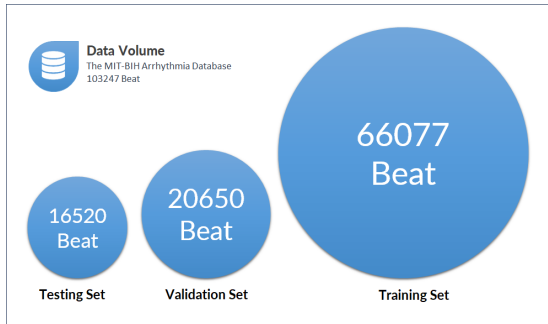 Data Volume
The MIT-BIH Arrhythmia Database
103247 Beat
16520
Beat
20650
Beat
66077
Beat
Testing Set
Validation Set
Training Set